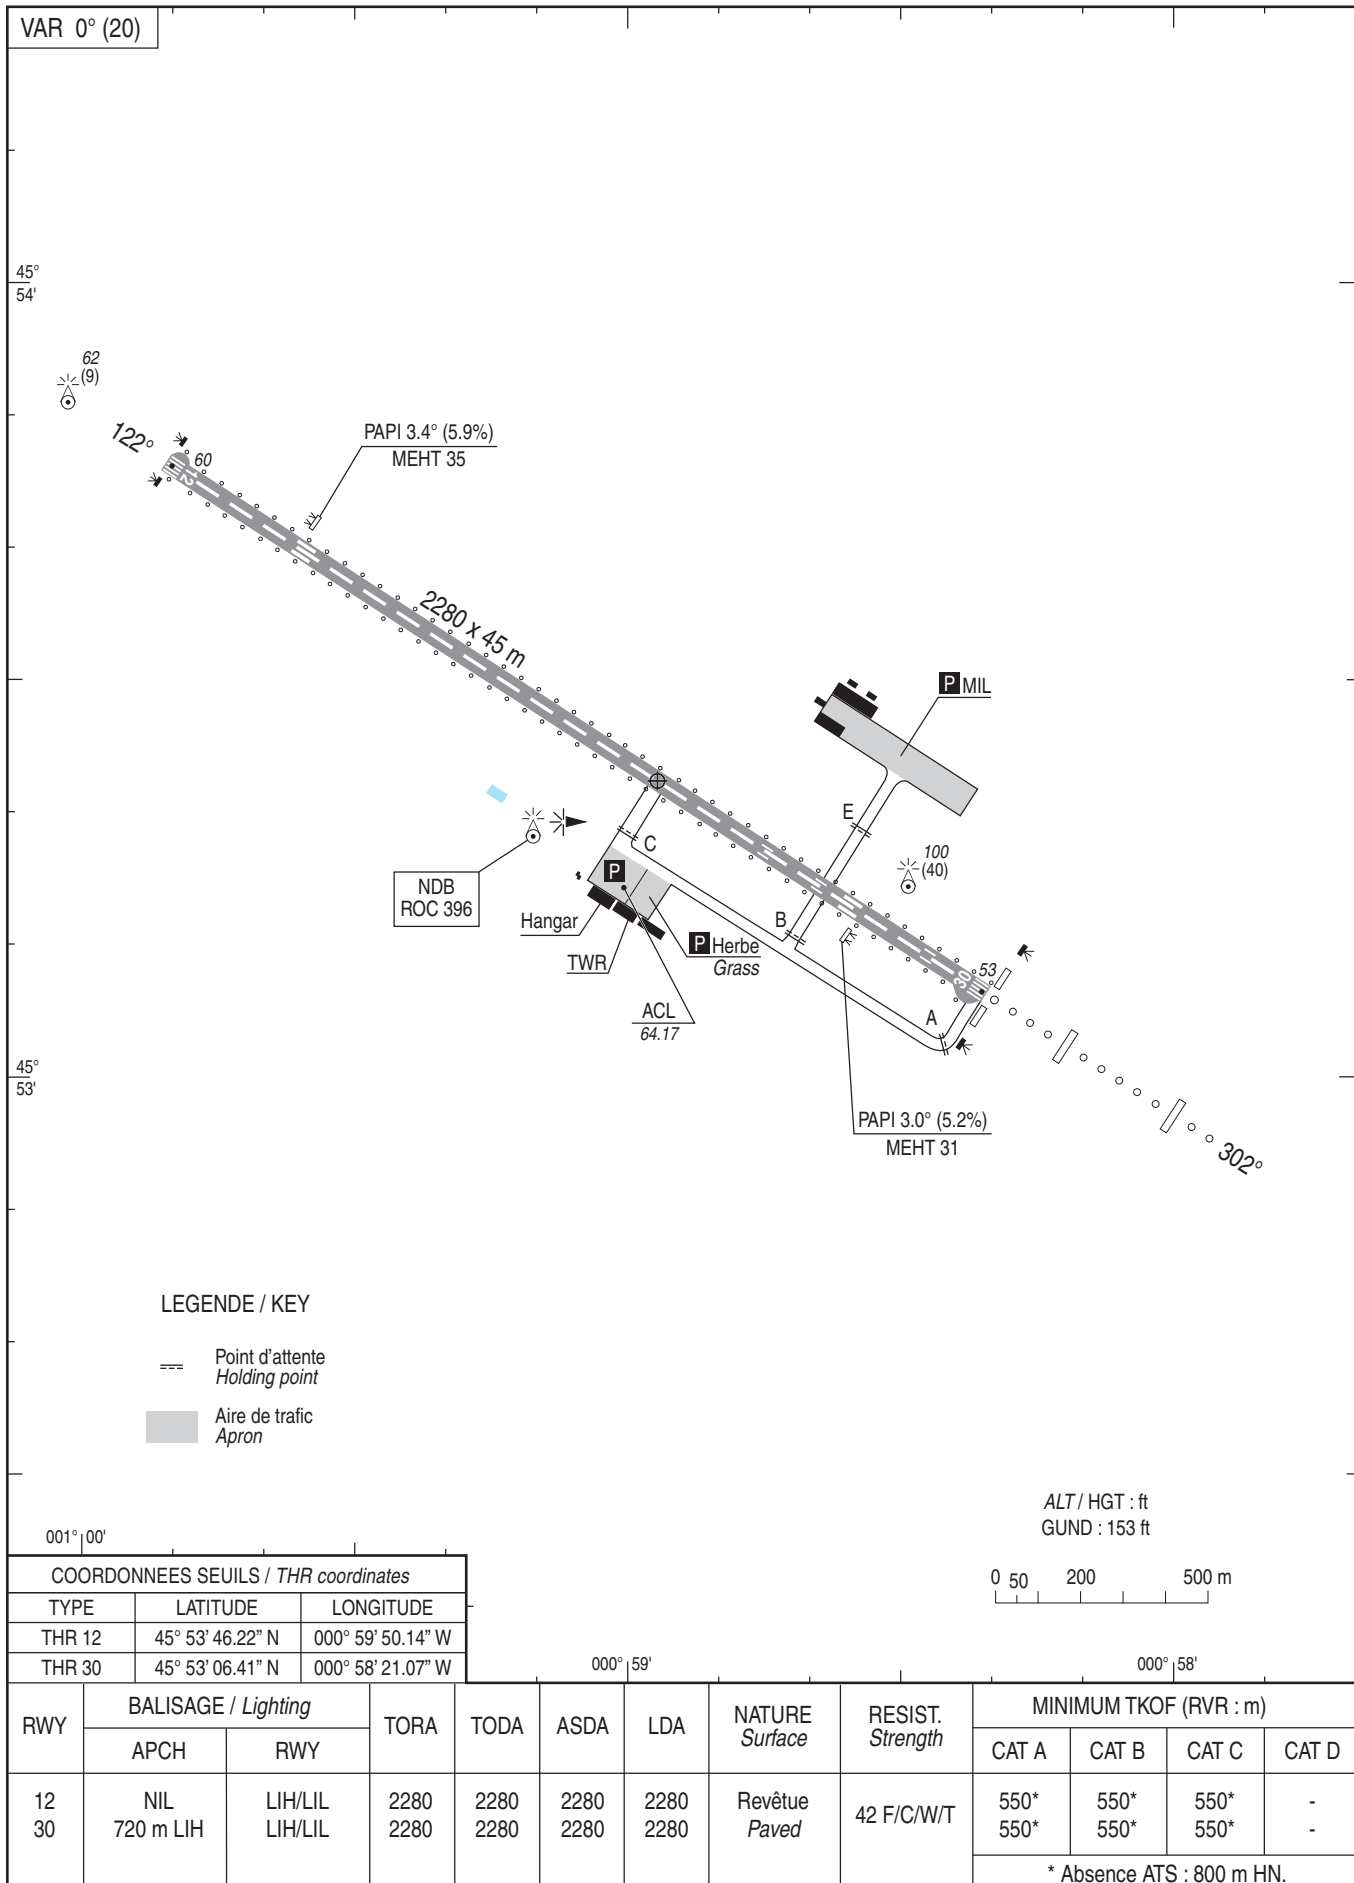 VAR 0° (20)
45°
54'
62
(9)
122°
60
12
PAPI 3.4° (5.9%)
MEHT 35
2280 x 45 m
P MIL
E
C
100
(40)
P
NDB
ROC 396
Hangar
B
P Herbe
Grass
TWR
53
30
ACL
64.17
A
45°
53'
PAPI 3.0° (5.2%)
MEHT 31
302°
LEGENDE / KEY
Point d'attente
Holding point
Aire de trafic
Apron
ALT / HGT : ft
GUND : 153 ft
0 50 200 500 m
001° 00'
000° 59'
000° 58'
COORDONNEES SEUILS / THR coordinates
TYPE LATITUDE LONGITUDE
THR 12 45° 53' 46.22" N 000° 59' 50.14" W
THR 30 45° 53' 06.41" N 000° 58' 21.07" W
RWY BALISAGE / Lighting TORA TODA ASDA LDA NATURE RESIST. MINIMUM TKOF (RVR : m)
Surface Strength
APCH RWY CAT A CAT B CAT C CAT D
12 NIL LIH/LIL 2280 2280 2280 2280 Revêtue 42 F/C/W/T 550* 550* 550* -
30 720 m LIH LIH/LIL 2280 2280 2280 2280 Paved 550* 550* 550* -
* Absence ATS : 800 m HN.